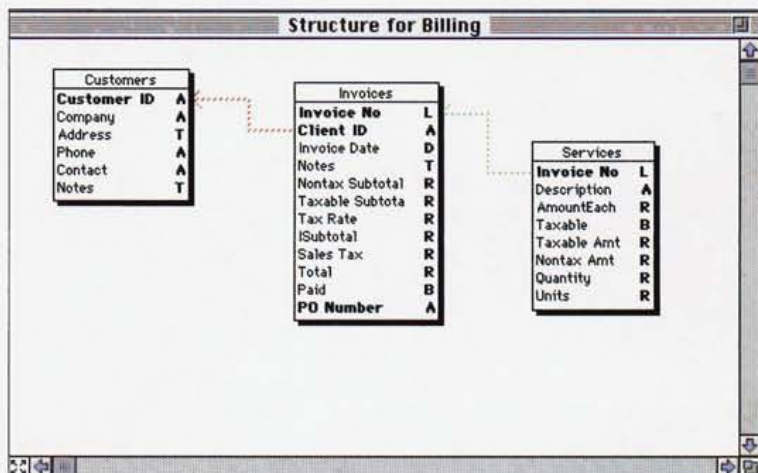 Structure for Billing
Customers
Customer ID A
Company A
Address T
Phone A
Contact A
Notes T
Invoices
Invoice No L
Client ID A
Invoice Date D
Notes T
Nontax Subtotal R
Taxable Subtota R
Tax Rate R
ISubtotal R
Sales Tax R
Total R
Paid B
PO Number A
Services
Invoice No L
Description A
AmountEach R
Taxable B
Taxable Amt R
Nontax Amt R
Quantity R
Units R